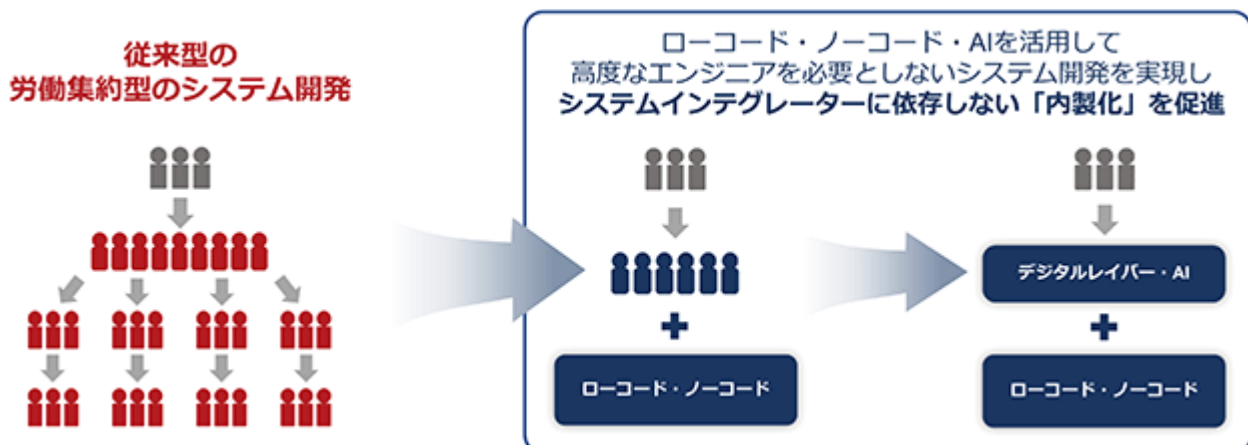 従来型の
労働集約型のシステム開発
ローコード・ノーコード・AIを活用して
高度なエンジニアを必要としないシステム開発を実現し
システムインテグレーターに依存しない「内製化」を促進
デジタルレイバー・AI
ローコード・ノーコード
ローコード・ノーコード